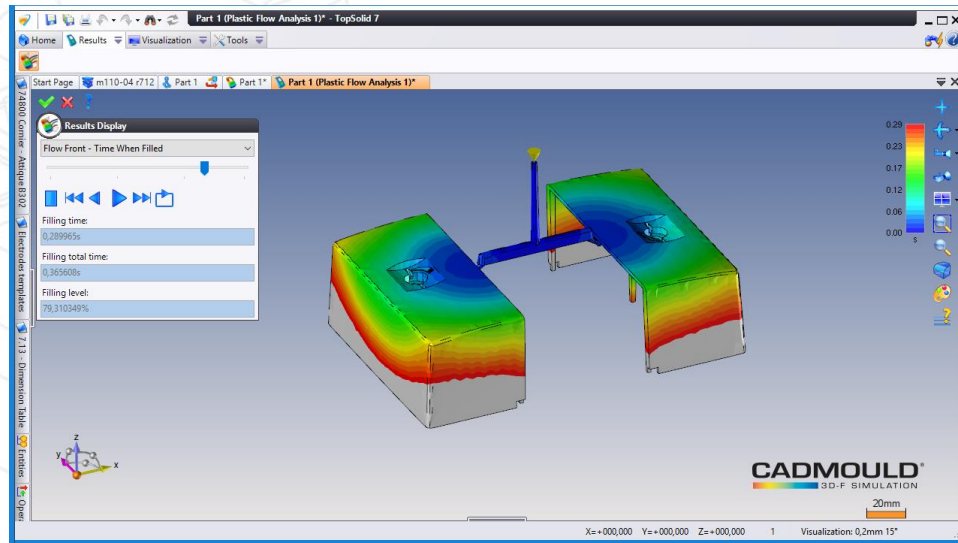 Part 1 (Plastic Flow Analysis 1)* - TopSolid 7
Home Results Visualization Tools
Start Page m110-04 r712 Part 1 Part 1* Part 1 (Plastic Flow Analysis 1)*
74800 Cornier - Attique B302
Electrodes templates
7.13 - Dimension Table
Entities
Results Display
Flow Front - Time When Filled
Filling time:
0,289965s
Filling total time:
0,365608s
Filling level:
79,310349%
0.29
0.23
0.17
0.12
0.06
0.00
s
z
y
x
CADMOULD®
3D-F SIMULATION
20mm
X=+000,000 Y=+000,000 Z=+000,000 1 Visualization: 0,2mm 15°